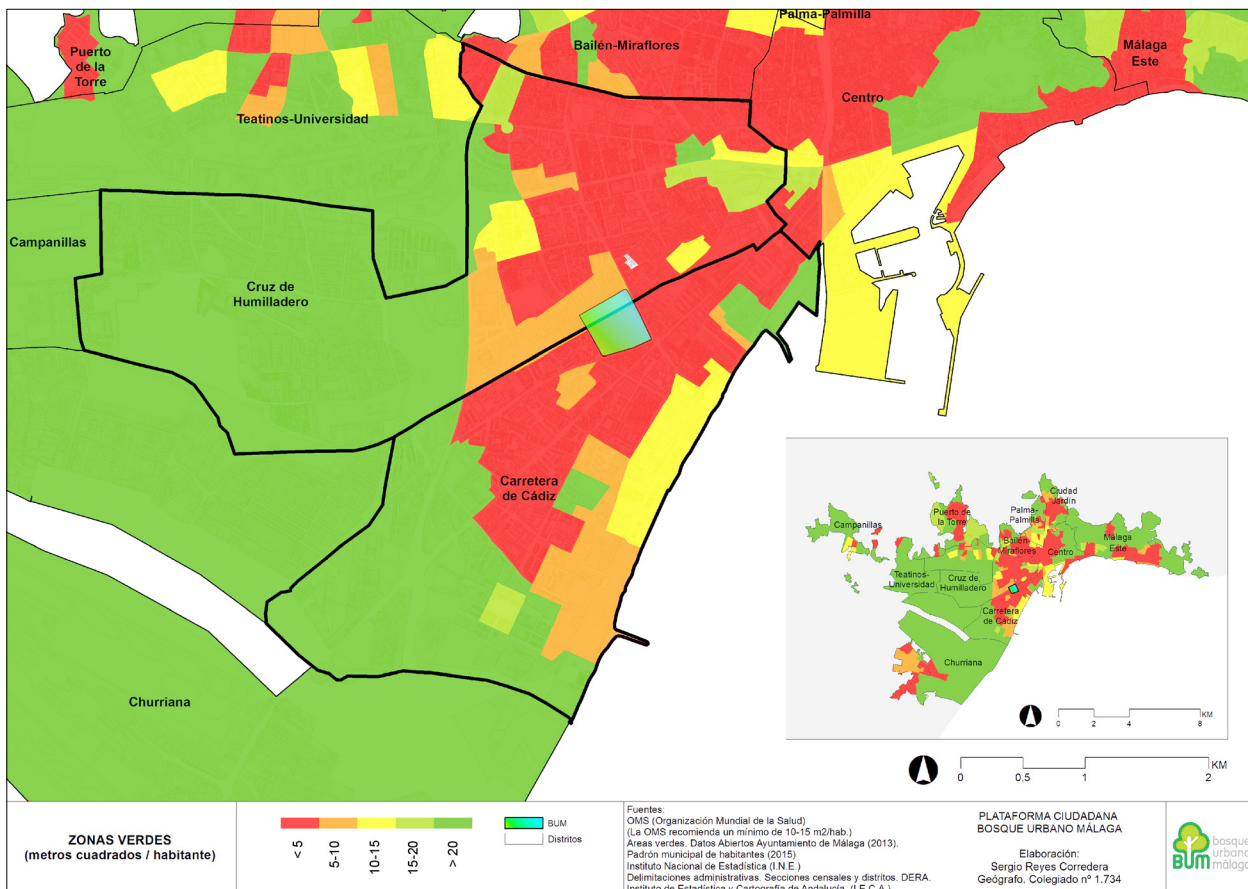 Palma-Palmilla
Bailén-Miraflores
Puerto
de la
Torre
Málaga
Este
Centro
Teatinos-Universidad
Campanillas
Cruz de
Humilladero
Carretera
de Cádiz
Churriana
Ciudad
Jardín
Palma-
Palmilla
Puerto de
la Torre
Campanillas
Bailén-
Miraflores
Centro
Málaga
Este
Teatinos-
Universidad
Cruz de
Humilladero
Carretera
de Cádiz
Churriana
0 2 4 8 KM
0 0,5 1 2 KM
ZONAS VERDES
(metros cuadrados / habitante)
< 5
5-10
10-15
15-20
> 20
BUM
Distritos
Fuentes:
OMS (Organización Mundial de la Salud)
(La OMS recomienda un mínimo de 10-15 m2/hab.)
Areas verdes. Datos Abiertos Ayuntamiento de Málaga (2013).
Padrón municipal de habitantes (2015)
Instituto Nacional de Estadística (I.N.E.)
Delimitaciones administrativas. Secciones censales y distritos. DERA.
Instituto de Estadística y Cartografía de Andalucía. (I.E.C.A.)
PLATAFORMA CIUDADANA
BOSQUE URBANO MÁLAGA
Elaboración:
Sergio Reyes Corredera
Geógrafo. Colegiado nº 1.734
BUM
bosque
urbano
málaga